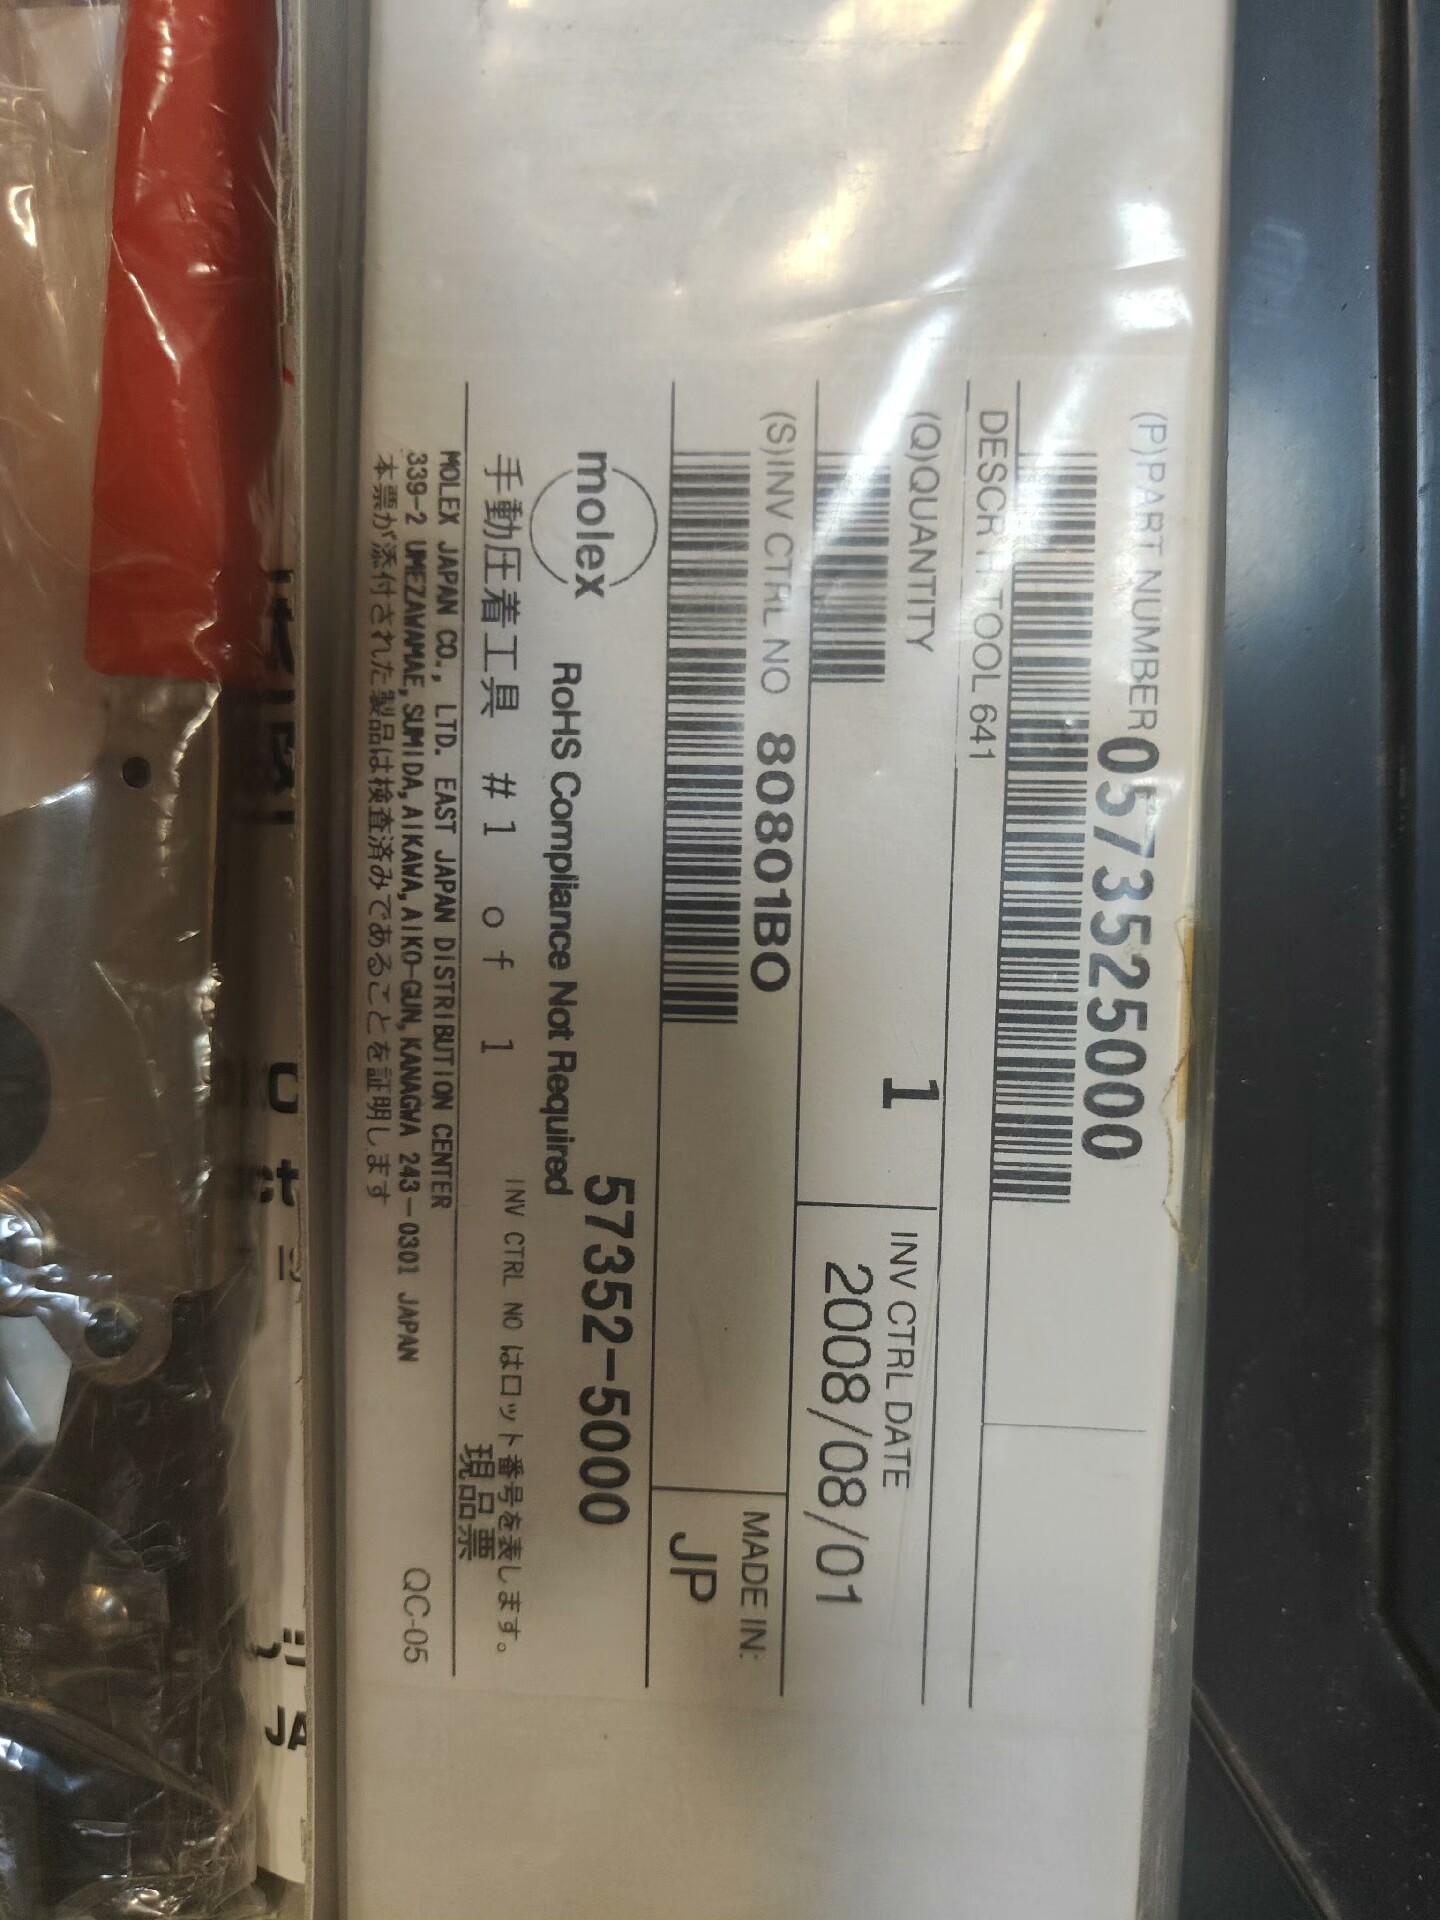 (P)PART NUMBER 0573525000
TOOL 641
(Q)QUANTITY 1
INV CTRL DATE
2008/08/01
(S)INV CTRL NO 80801BO
MADE IN:
JP
molex
RoHS Compliance Not Required
57352-5000
手動圧着工具 #1 of 1
INV CTRL NO はロット番号を表します。
現品票
MOLEX JAPAN CO., LTD. EAST JAPAN DISTRIBUTION CENTER
339-2 UMEZAWAMAE, SUMIDA, AIKAWA, AIKO-GUN, KANAGWA 243-0301 JAPAN
本票が添付された製品は検査済みであることを証明します
QC-05